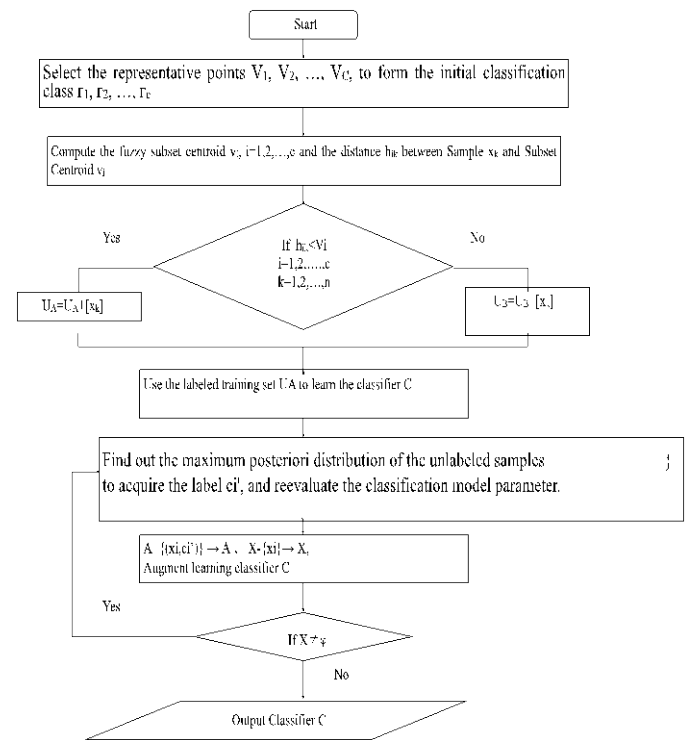 Start
Select the representative points V1, V2, …, VC, to form the initial classification
class r1, r2, …, rc
Compute the fuzzy subset centroid vi, i=1,2,…,c and the distance hik between Sample xk and Subset
Centroid vi
Yes
No
If hik<Vi
i=1,2,…,c
k=1,2,…,n
UA=UA+[xk]
Use the labeled training set UA to learn the classifier C
Find out the maximum posteriori distribution of the unlabeled samples }
to acquire the label ci', and reevaluate the classification model parameter.
A {(xi,ci')}→A 、 X-{xi}→X,
Augment learning classifier C
Yes
If X≠φ
No
Output Classifier C